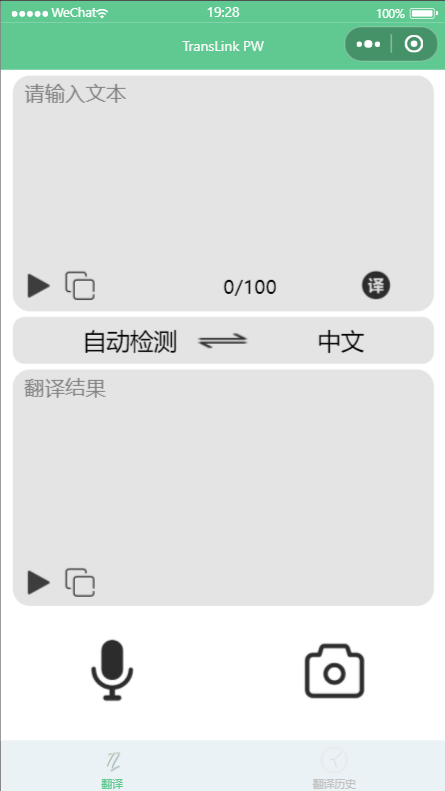 WeChat
19:28
100%
TransLink PW
请输入文本
0/100
译
自动检测
中文
翻译结果
翻译
翻译历史